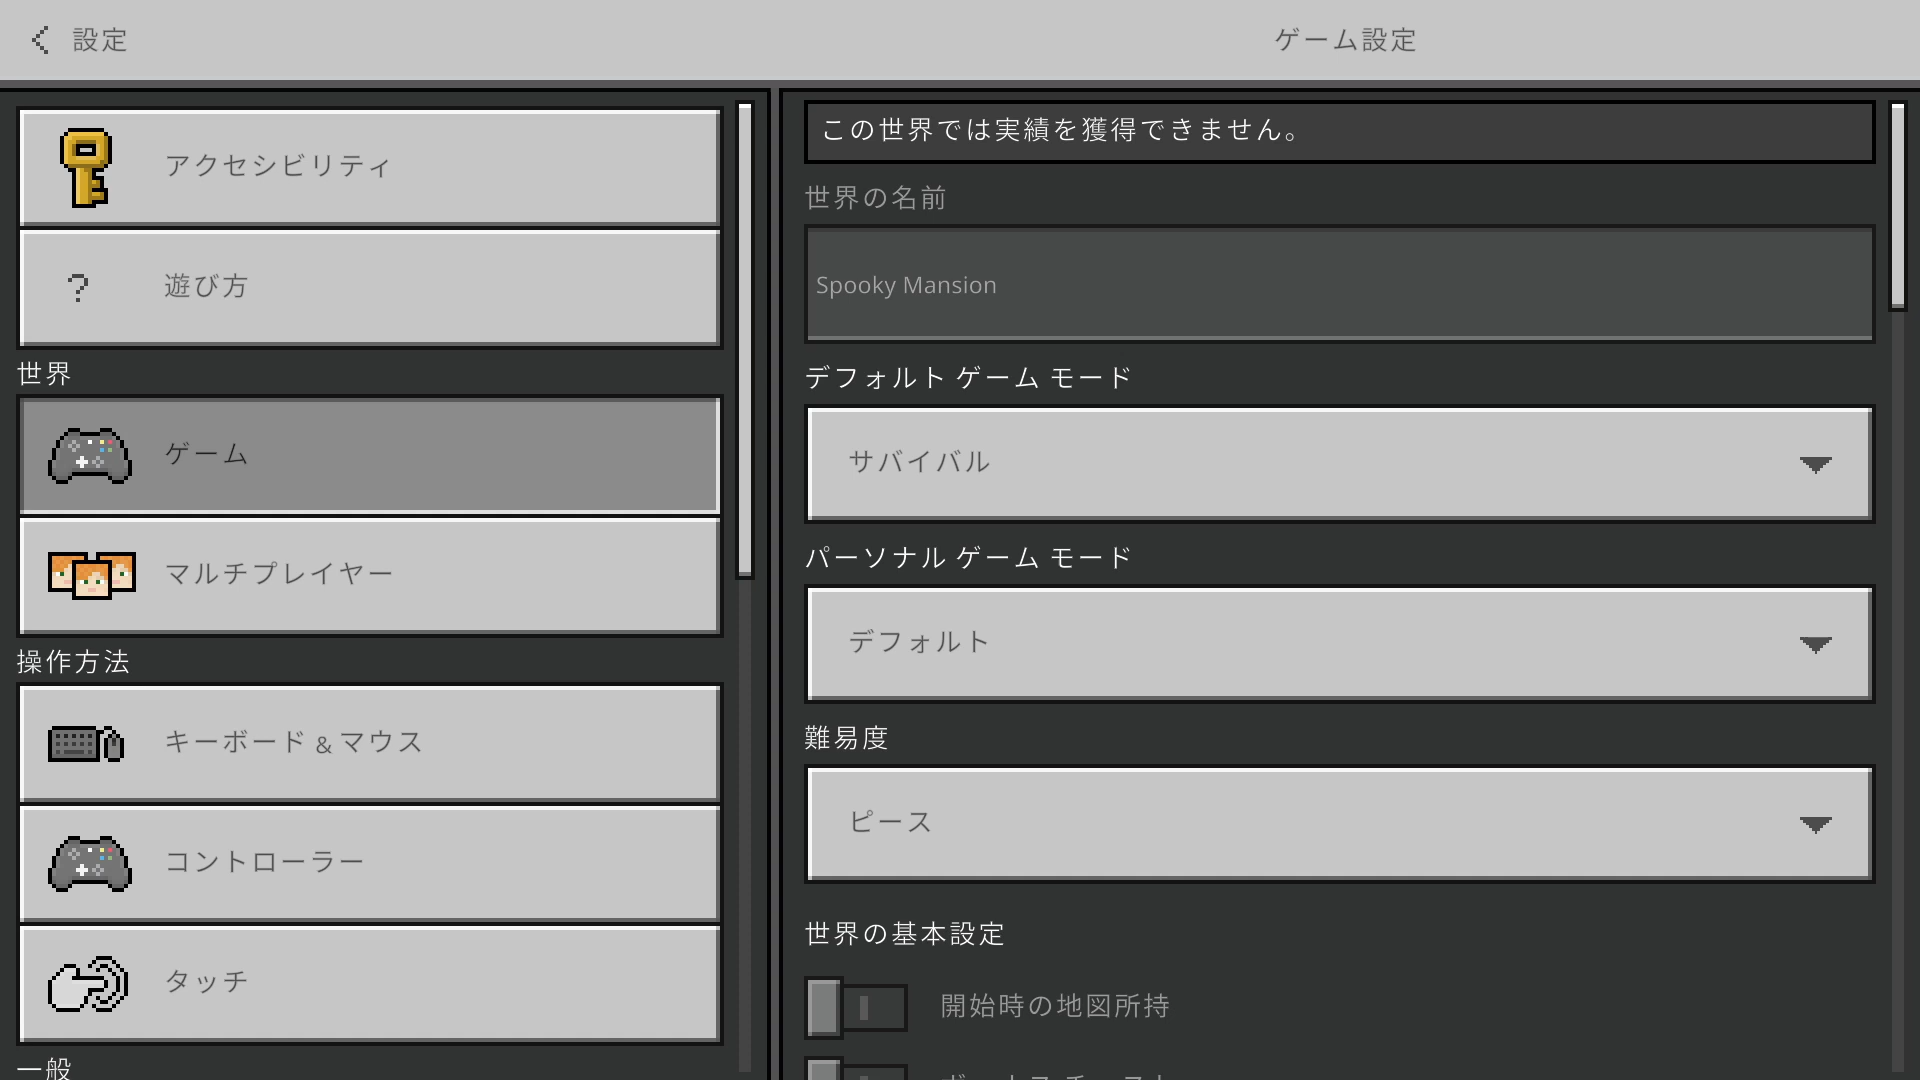 設定
ゲーム設定
アクセシビリティ
遊び方
世界
ゲーム
マルチプレイヤー
操作方法
キーボード & マウス
コントローラー
タッチ
一般
この世界では実績を獲得できません。
世界の名前
Spooky Mansion
デフォルト ゲーム モード
サバイバル
パーソナル ゲーム モード
デフォルト
難易度
ピース
世界の基本設定
開始時の地図所持